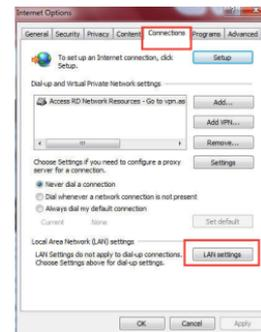 Internet Options
General Security Privacy Content Connections Programs Advanced
To set up an Internet connection, click
Setup.
Setup
Dial-up and Virtual Private Network settings
Access RD Network Resources - Go to vpn.as
Add...
Add VPN...
Remove...
Choose Settings if you need to configure a proxy
server for a connection.
Settings
Never dial a connection
Dial whenever a network connection is not present
Always dial my default connection
Current None
Set default
Local Area Network (LAN) settings
LAN Settings do not apply to dial-up connections.
Choose Settings above for dial-up settings.
LAN settings
OK Cancel Apply